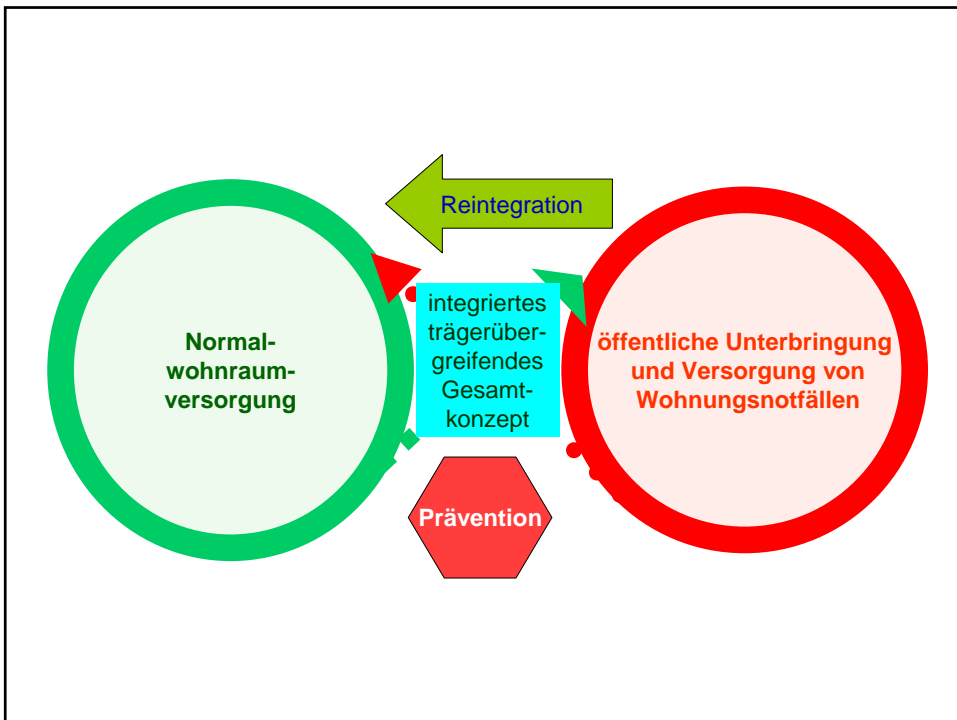 Reintegration
Normal-
wohnraum-
versorgung
integriertes
trägerüber-
greifendes
Gesamt-
konzept
öffentliche Unterbringung
und Versorgung von
Wohnungsnotfällen
Prävention